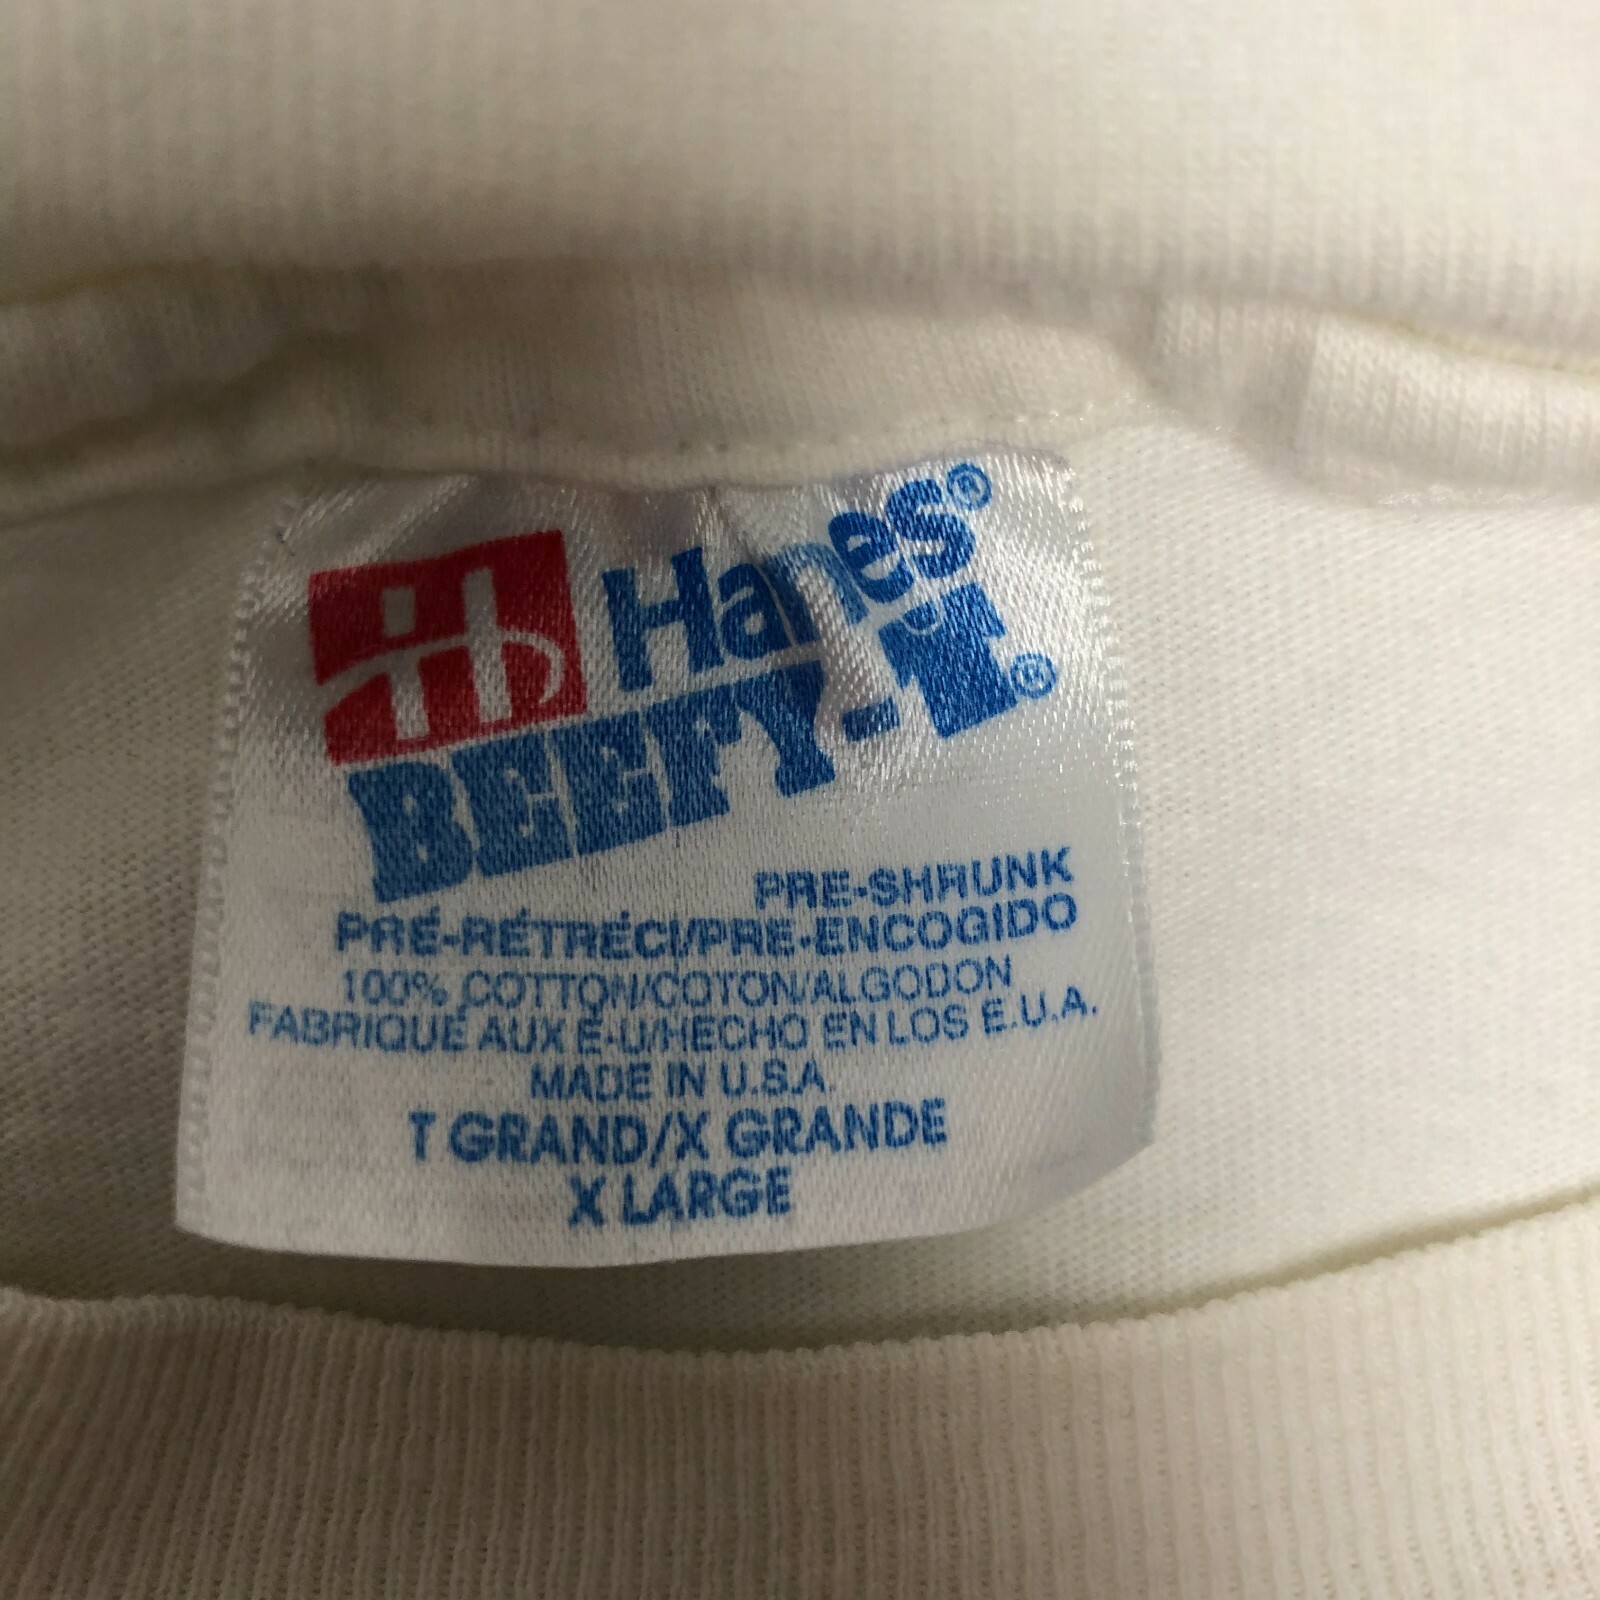 H Hanes®
BEEFY-T®
PRE-SHRUNK
PRÉ-RÉTRÉCI/PRE-ENCOGIDO
100% COTTON/COTON/ALGODON
FABRIQUÉ AUX É-U/HECHO EN LOS E.U.A.
MADE IN U.S.A.
T GRAND/X GRANDE
X LARGE